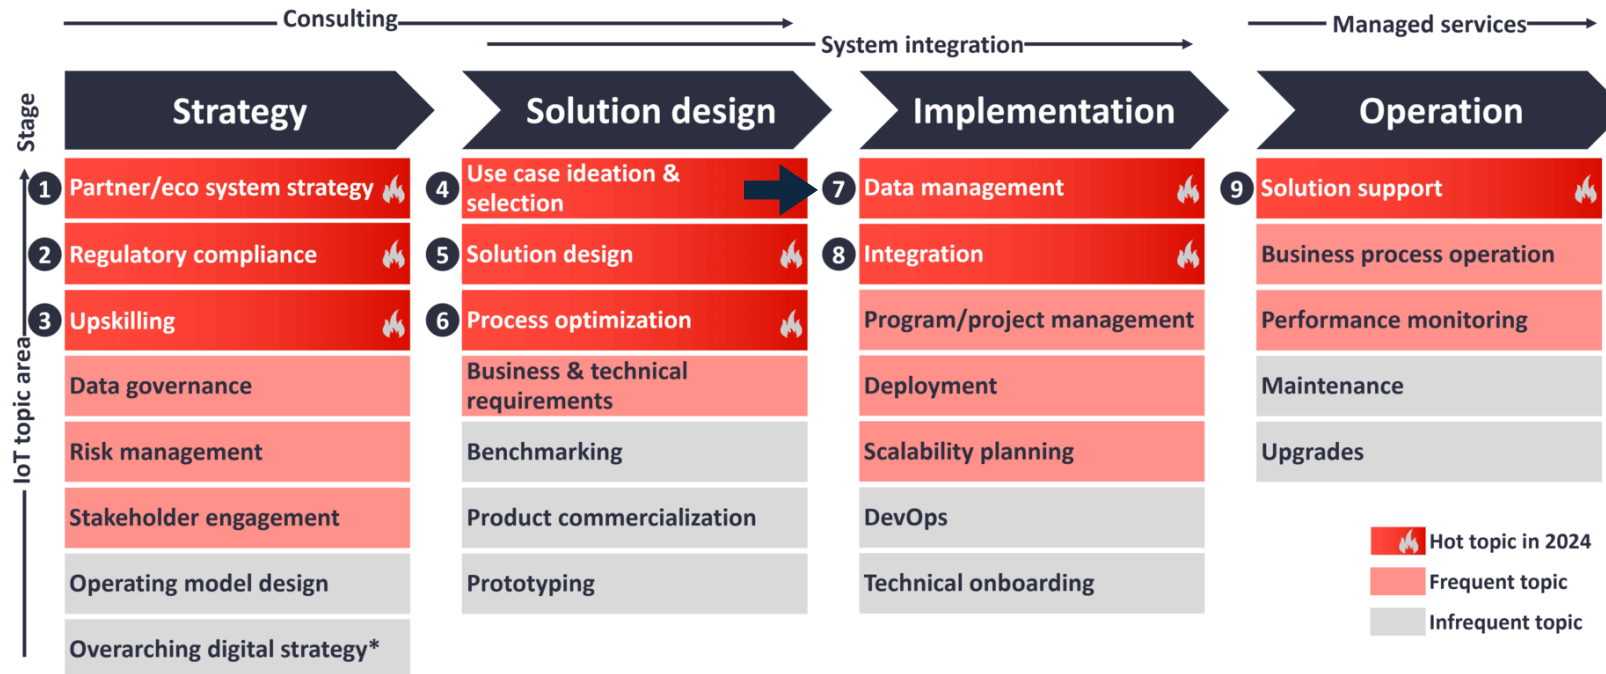 Consulting
System integration
Managed services
Stage
Strategy
Solution design
Implementation
Operation
IoT topic area
1 Partner/eco system strategy
2 Regulatory compliance
3 Upskilling
Data governance
Risk management
Stakeholder engagement
Operating model design
Overarching digital strategy*
4 Use case ideation &
selection
5 Solution design
6 Process optimization
Business & technical
requirements
Benchmarking
Product commercialization
Prototyping
7 Data management
8 Integration
Program/project management
Deployment
Scalability planning
DevOps
Technical onboarding
9 Solution support
Business process operation
Performance monitoring
Maintenance
Upgrades
Hot topic in 2024
Frequent topic
Infrequent topic